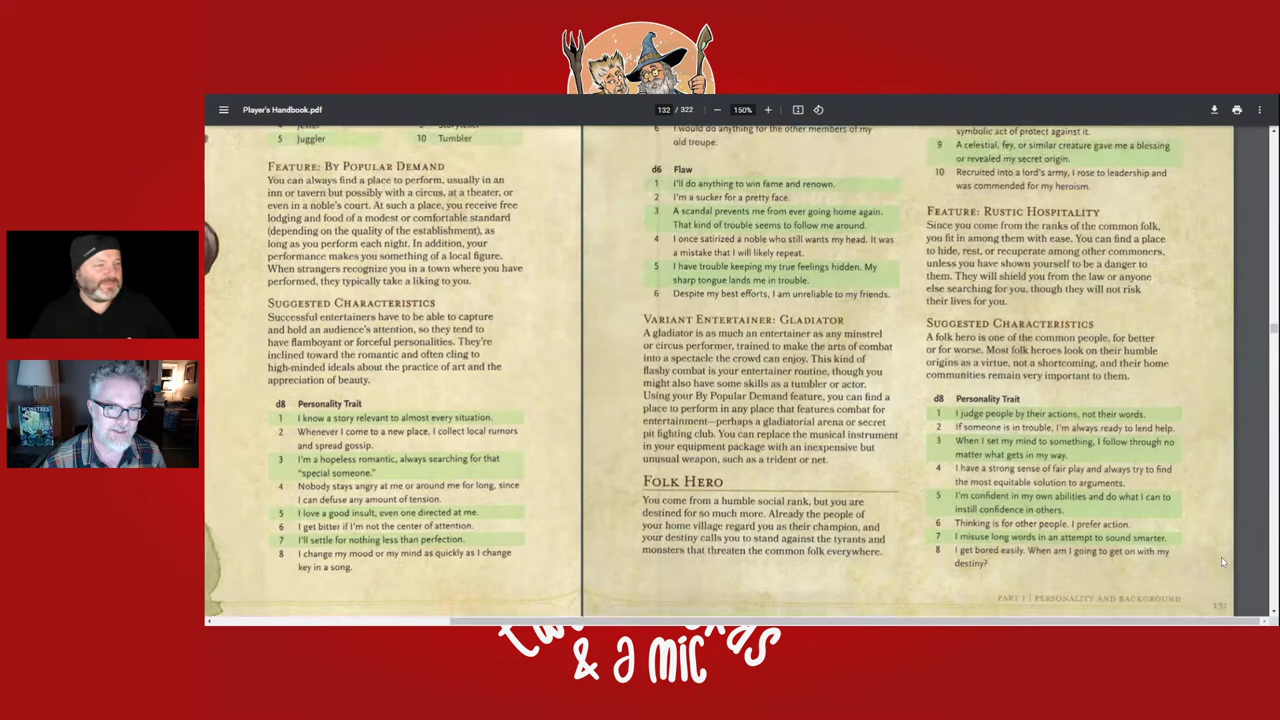 Player's Handbook.pdf
132 / 322
150%
5 Juggler
10 Tumbler
FEATURE: BY POPULAR DEMAND
You can always find a place to perform, usually in an
inn or tavern but possibly with a circus, at a theater, or
even in a noble's court. At such a place, you receive free
lodging and food of a modest or comfortable standard
(depending on the quality of the establishment), as
long as you perform each night. In addition, your
performance makes you something of a local figure.
When strangers recognize you in a town where you have
performed, they typically take a liking to you.
SUGGESTED CHARACTERISTICS
Successful entertainers have to be able to capture
and hold an audience's attention, so they tend to
have flamboyant or forceful personalities. They're
inclined toward the romantic and often cling to
high-minded ideals about the practice of art and the
appreciation of beauty.
d8 Personality Trait
1 I know a story relevant to almost every situation.
2 Whenever I come to a new place, I collect local rumors
and spread gossip.
3 I'm a hopeless romantic, always searching for that
"special someone."
4 Nobody stays angry at me or around me for long, since
I can defuse any amount of tension.
5 I love a good insult, even one directed at me.
6 I get bitter if I'm not the center of attention.
7 I'll settle for nothing less than perfection.
8 I change my mood or my mind as quickly as I change
key in a song.
6 I would do anything for the other members of my
old troupe.
d6 Flaw
1 I'll do anything to win fame and renown.
2 I'm a sucker for a pretty face.
3 A scandal prevents me from ever going home again.
That kind of trouble seems to follow me around.
4 I once satirized a noble who still wants my head. It was
a mistake that I will likely repeat.
5 I have trouble keeping my true feelings hidden. My
sharp tongue lands me in trouble.
6 Despite my best efforts, I am unreliable to my friends.
VARIANT ENTERTAINER: GLADIATOR
A gladiator is as much an entertainer as any minstrel
or circus performer, trained to make the arts of combat
into a spectacle the crowd can enjoy. This kind of
flashy combat is your entertainer routine, though you
might also have some skills as a tumbler or actor.
Using your By Popular Demand feature, you can find a
place to perform in any place that features combat for
entertainment—perhaps a gladiatorial arena or secret
pit fighting club. You can replace the musical instrument
in your equipment package with an inexpensive but
unusual weapon, such as a trident or net.
FOLK HERO
You come from a humble social rank, but you are
destined for so much more. Already the people of
your home village regard you as their champion, and
your destiny calls you to stand against the tyrants and
monsters that threaten the common folk everywhere.
symbolic act of protect against it.
9 A celestial, fey, or similar creature gave me a blessing
or revealed my secret origin.
10 Recruited into a lord's army, I rose to leadership and
was commended for my heroism.
FEATURE: RUSTIC HOSPITALITY
Since you come from the ranks of the common folk,
you fit in among them with ease. You can find a place
to hide, rest, or recuperate among other commoners,
unless you have shown yourself to be a danger to
them. They will shield you from the law or anyone
else searching for you, though they will not risk
their lives for you.
SUGGESTED CHARACTERISTICS
A folk hero is one of the common people, for better
or for worse. Most folk heroes look on their humble
origins as a virtue, not a shortcoming, and their home
communities remain very important to them.
d8 Personality Trait
1 I judge people by their actions, not their words.
2 If someone is in trouble, I'm always ready to lend help.
3 When I set my mind to something, I follow through no
matter what gets in my way.
4 I have a strong sense of fair play and always try to find
the most equitable solution to arguments.
5 I'm confident in my own abilities and do what I can to
instill confidence in others.
6 Thinking is for other people. I prefer action.
7 I misuse long words in an attempt to sound smarter.
8 I get bored easily. When am I going to get on with my
destiny?
PART 1 | PERSONALITY AND BACKGROUND
131
MONSTERS
& a mic